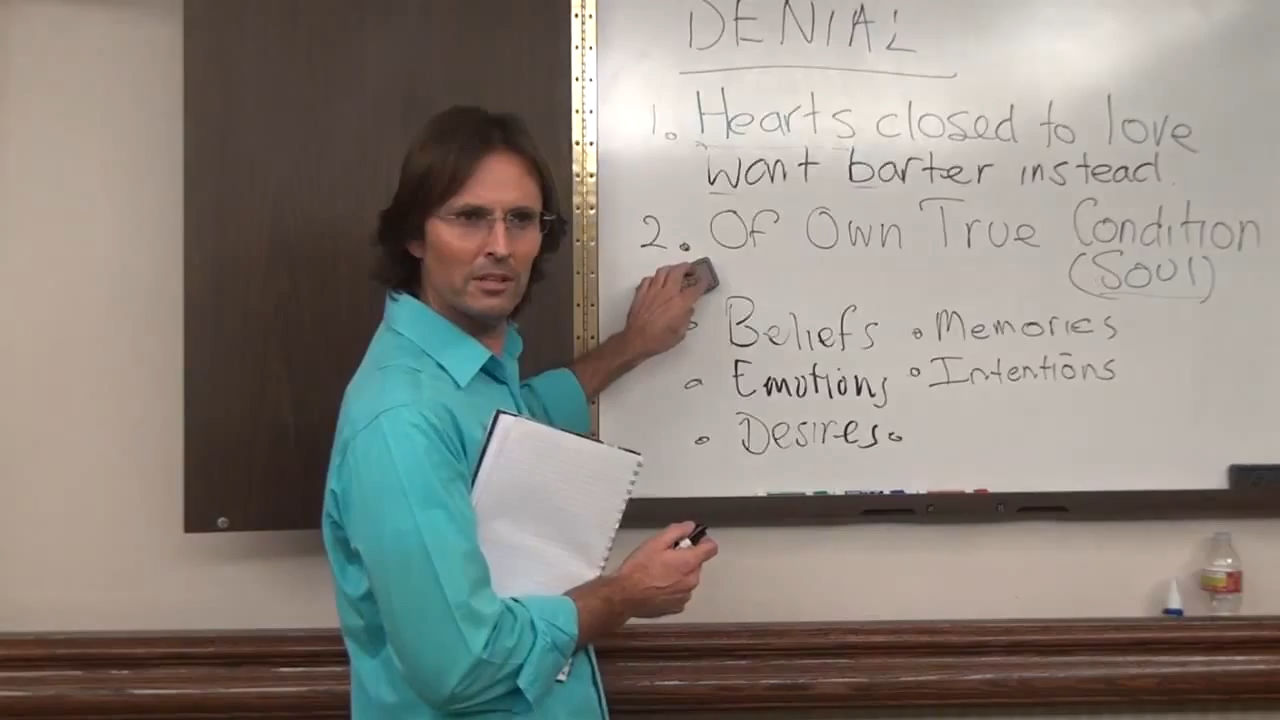 DENIAL
1. Hearts closed to love
want barter instead.
2. Of Own True Condition
(Soul)
Beliefs • Memories
• Emotions • Intentions
• Desires •